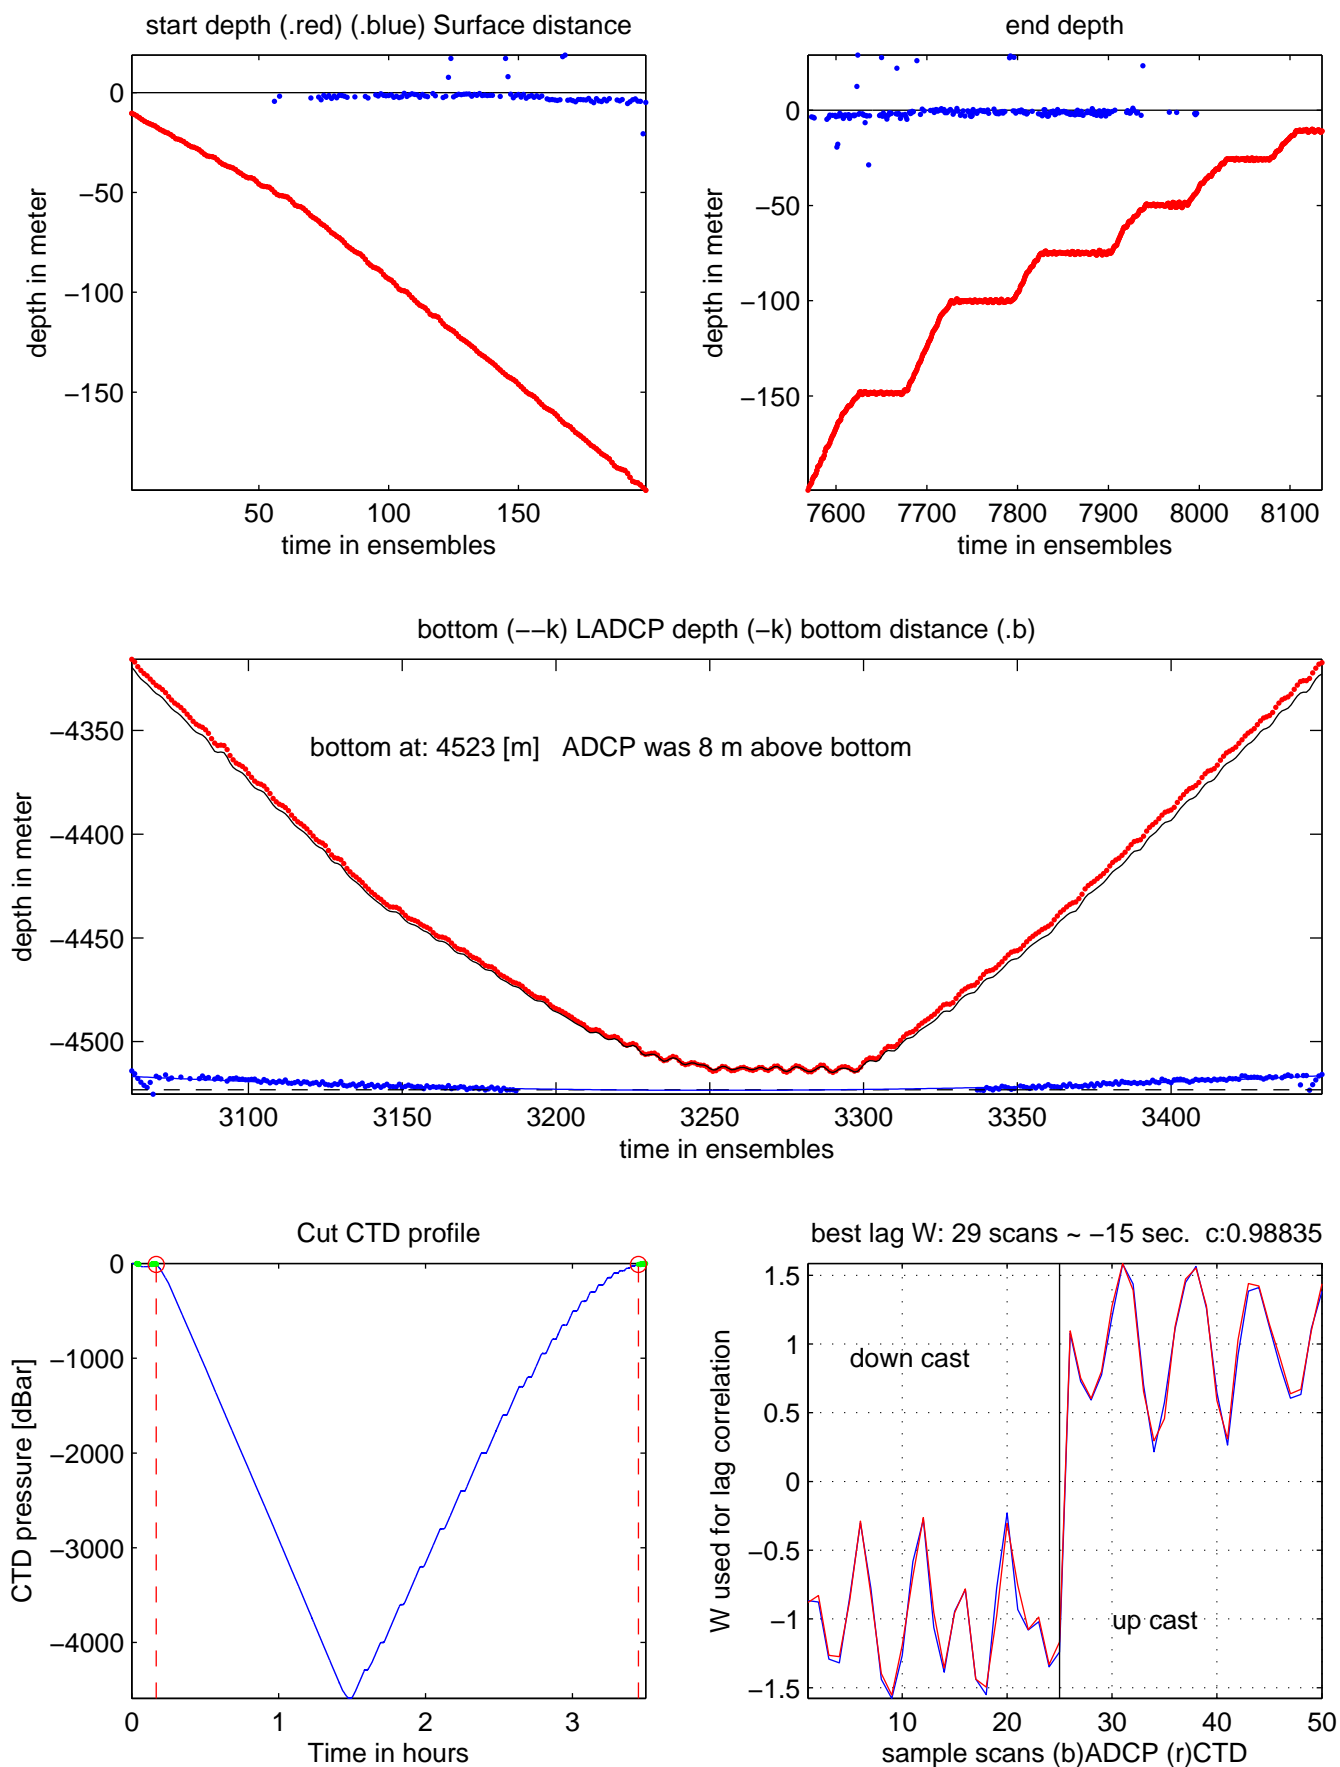 start depth (.red) (.blue) Surface distance
0
−50
−100
−150
depth in meter
50 100 150
time in ensembles
end depth
0
−50
−100
−150
depth in meter
7600 7700 7800 7900 8000 8100
time in ensembles
bottom (−−k) LADCP depth (−k) bottom distance (.b)
bottom at: 4523 [m] ADCP was 8 m above bottom
−4350
−4400
−4450
−4500
depth in meter
3100 3150 3200 3250 3300 3350 3400
time in ensembles
Cut CTD profile
0
−1000
−2000
−3000
−4000
CTD pressure [dBar]
0 1 2 3
Time in hours
best lag W: 29 scans ~ −15 sec. c:0.98835
1.5
1
0.5
0
−0.5
−1
−1.5
W used for lag correlation
down cast
up cast
10 20 30 40 50
sample scans (b)ADCP (r)CTD